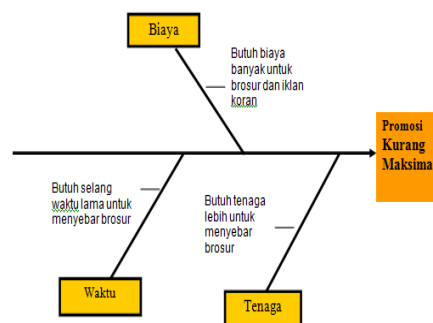 Biaya
Butuh biaya
banyak untuk
brosur dan iklan
koran
Promosi
Kurang
Maksima
Butuh selang
waktu lama untuk
menyebar brosur
Butuh tenaga
lebih untuk
menyebar
brosur
Waktu
Tenaga